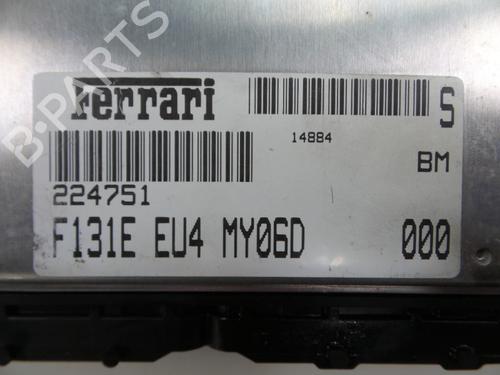 B-PARTS
Ferrari
S
14884
BM
224751
F131E EU4 MY06D 000